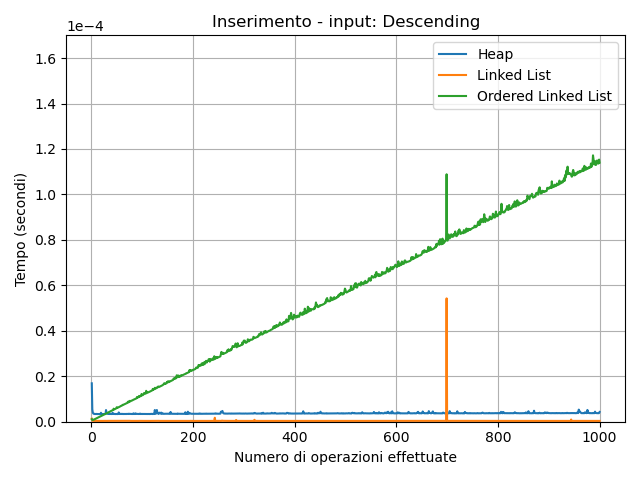 Inserimento - input: Descending
1e−4
Heap
Linked List
Ordered Linked List
Tempo (secondi)
1.6
1.4
1.2
1.0
0.8
0.6
0.4
0.2
0.0
0 200 400 600 800 1000
Numero di operazioni effettuate